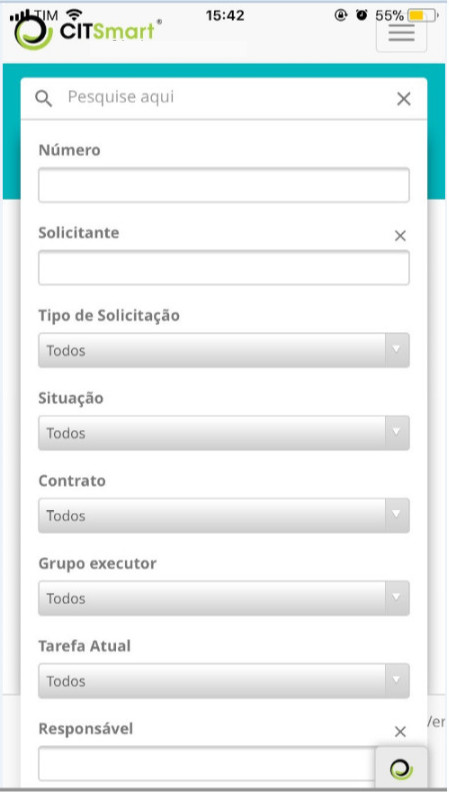 TIM 15:42 55%
CITSmart®
Pesquise aqui
Número
Solicitante
Tipo de Solicitação
Todos
Situação
Todos
Contrato
Todos
Grupo executor
Todos
Tarefa Atual
Todos
Responsável